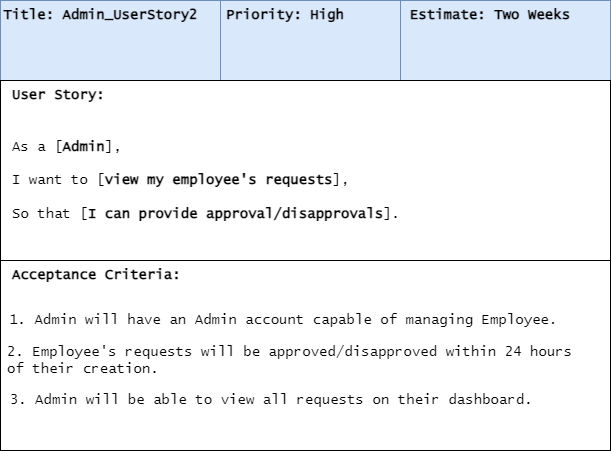 Title: Admin_UserStory2
Priority: High
Estimate: Two Weeks
User Story:
As a [Admin],
I want to [view my employee's requests],
So that [I can provide approval/disapprovals].
Acceptance Criteria:
1. Admin will have an Admin account capable of managing Employee.
2. Employee's requests will be approved/disapproved within 24 hours
of their creation.
3. Admin will be able to view all requests on their dashboard.